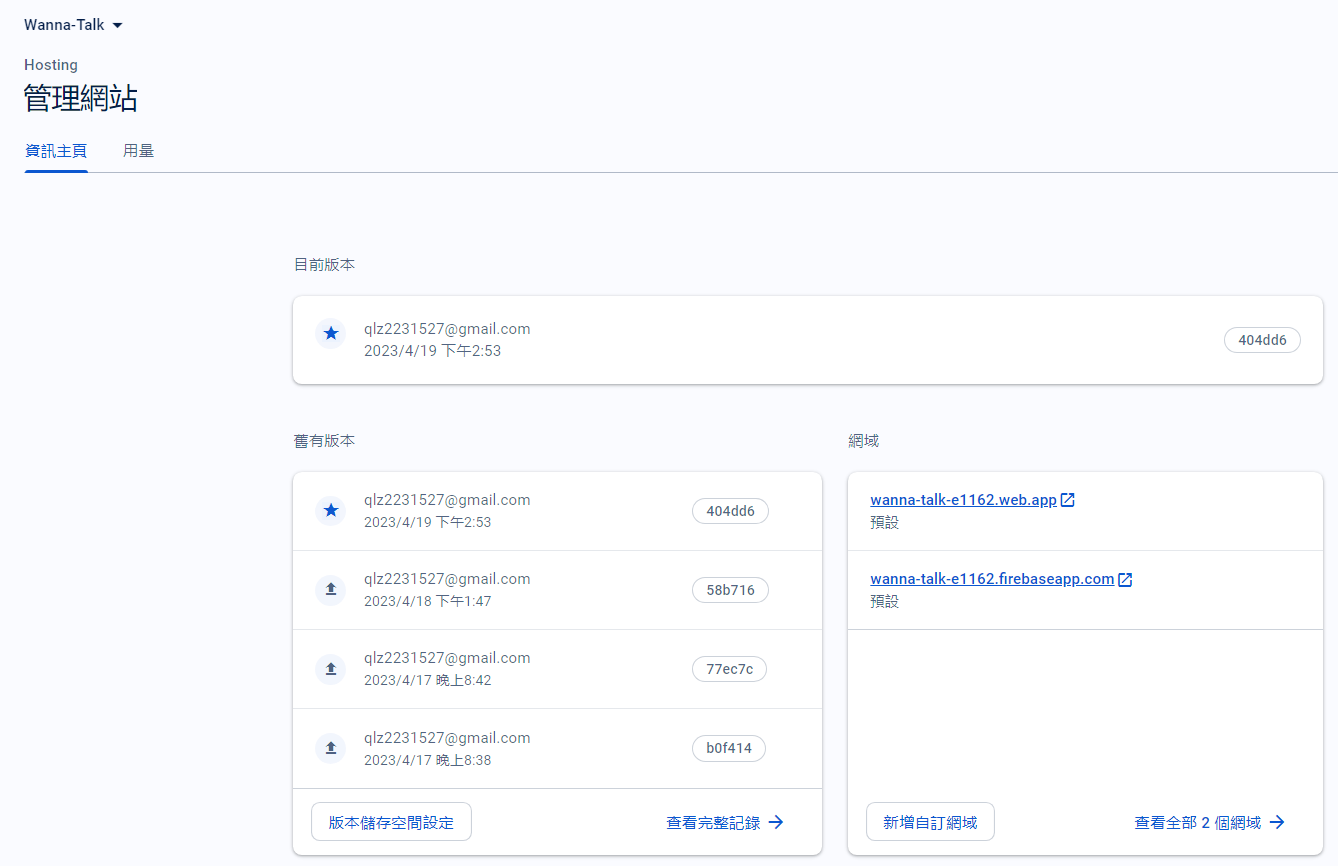 Wanna-Talk
Hosting
管理網站
資訊主頁 用量
目前版本
qlz2231527@gmail.com
2023/4/19 下午2:53
404dd6
舊有版本
qlz2231527@gmail.com
2023/4/19 下午2:53
404dd6
qlz2231527@gmail.com
2023/4/18 下午1:47
58b716
qlz2231527@gmail.com
2023/4/17 晚上8:42
77ec7c
qlz2231527@gmail.com
2023/4/17 晚上8:38
b0f414
版本儲存空間設定 查看完整記錄
網域
wanna-talk-e1162.web.app
預設
wanna-talk-e1162.firebaseapp.com
預設
新增自訂網域 查看全部 2 個網域